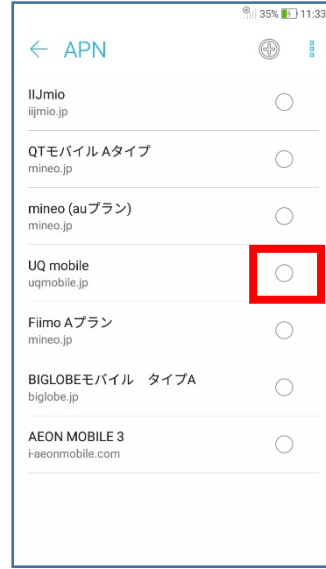 35% 11:33
← APN
IIJmio
iijmio.jp
QTモバイル Aタイプ
mineo.jp
mineo (auプラン)
mineo.jp
UQ mobile
uqmobile.jp
Fiimo Aプラン
mineo.jp
BIGLOBEモバイル　タイプA
biglobe.jp
AEON MOBILE 3
i-aeonmobile.com